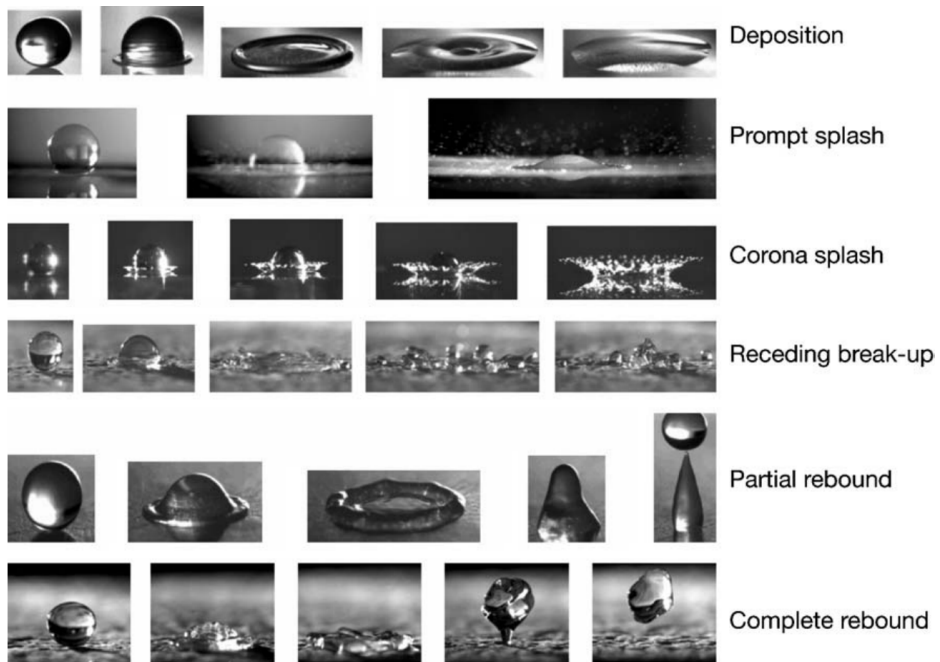 Deposition
Prompt splash
Corona splash
Receding break-up
Partial rebound
Complete rebound